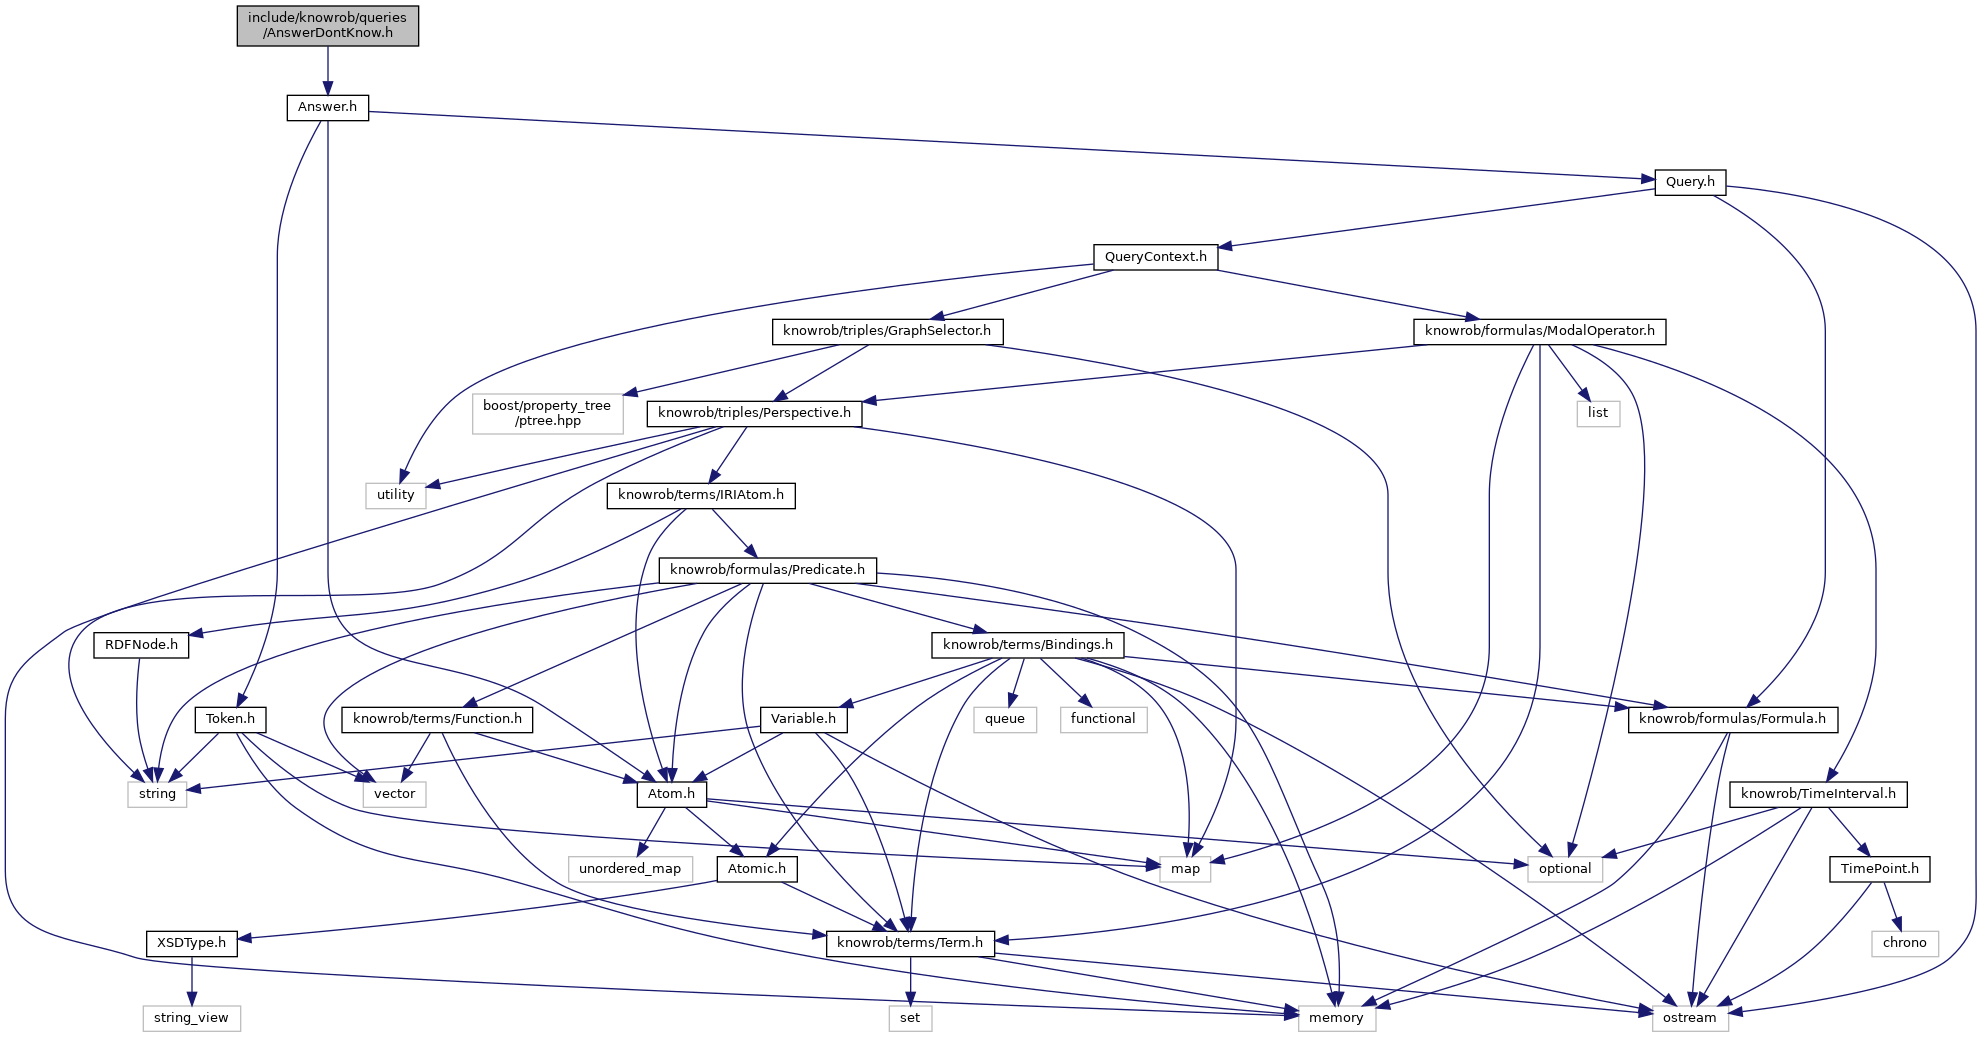 include/knowrob/queries
/AnswerDontKnow.h
Answer.h
Query.h
QueryContext.h
knowrob/triples/GraphSelector.h
knowrob/formulas/ModalOperator.h
boost/property_tree
/ptree.hpp
knowrob/triples/Perspective.h
list
utility
knowrob/terms/IRIAtom.h
knowrob/formulas/Predicate.h
RDFNode.h
knowrob/terms/Bindings.h
Token.h
knowrob/terms/Function.h
Variable.h
queue
functional
knowrob/formulas/Formula.h
string
vector
Atom.h
knowrob/TimeInterval.h
unordered_map
Atomic.h
map
optional
TimePoint.h
XSDType.h
knowrob/terms/Term.h
chrono
string_view
set
memory
ostream